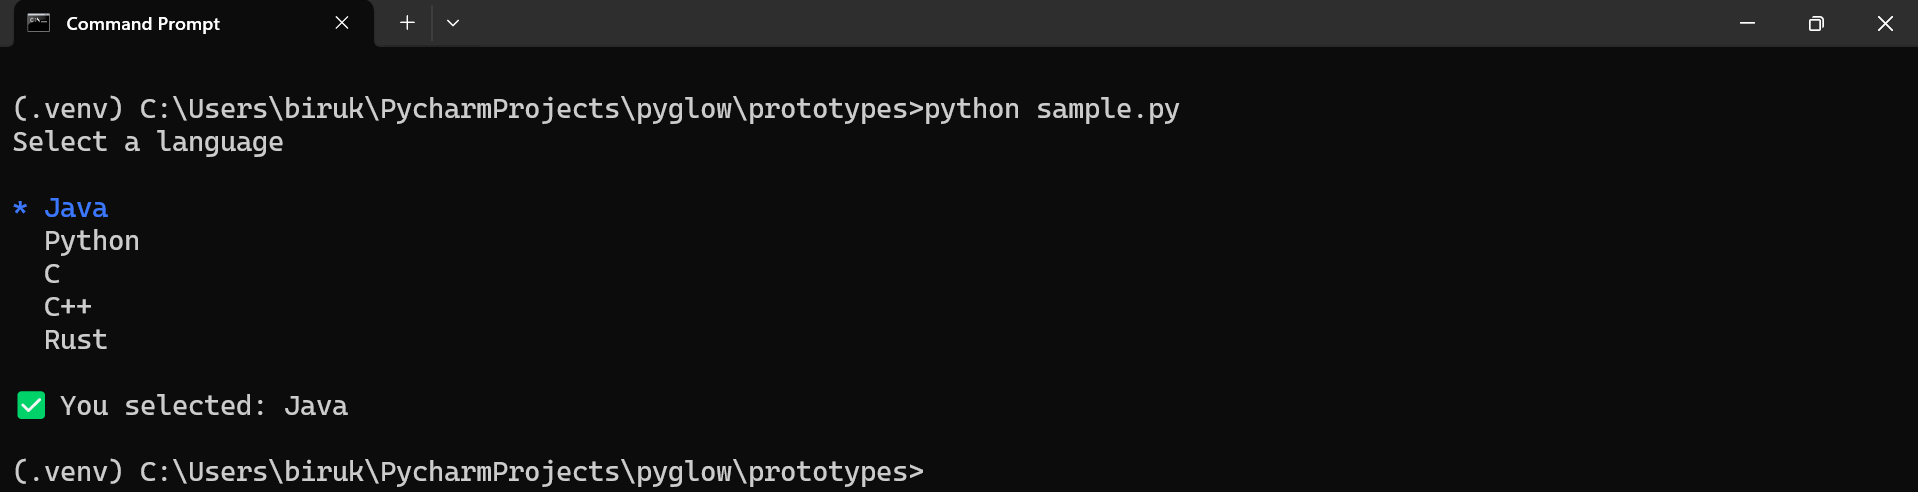 Command Prompt
(.venv) C:\Users\biruk\PycharmProjects\pyglow\prototypes>python sample.py
Select a language
* Java
Python
C
C++
Rust
✅ You selected: Java
(.venv) C:\Users\biruk\PycharmProjects\pyglow\prototypes>